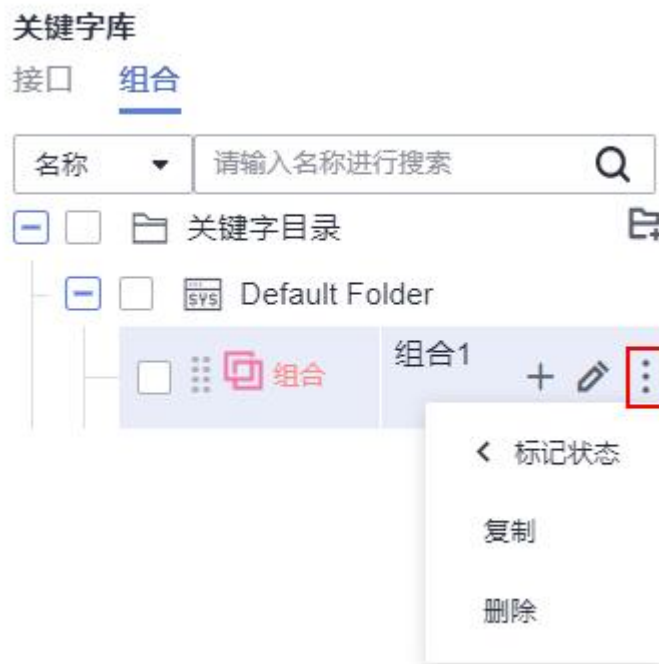 关键字库
接口 组合
名称 请输入名称进行搜索
关键字目录
SYS Default Folder
组合 组合1
标记状态
复制
删除